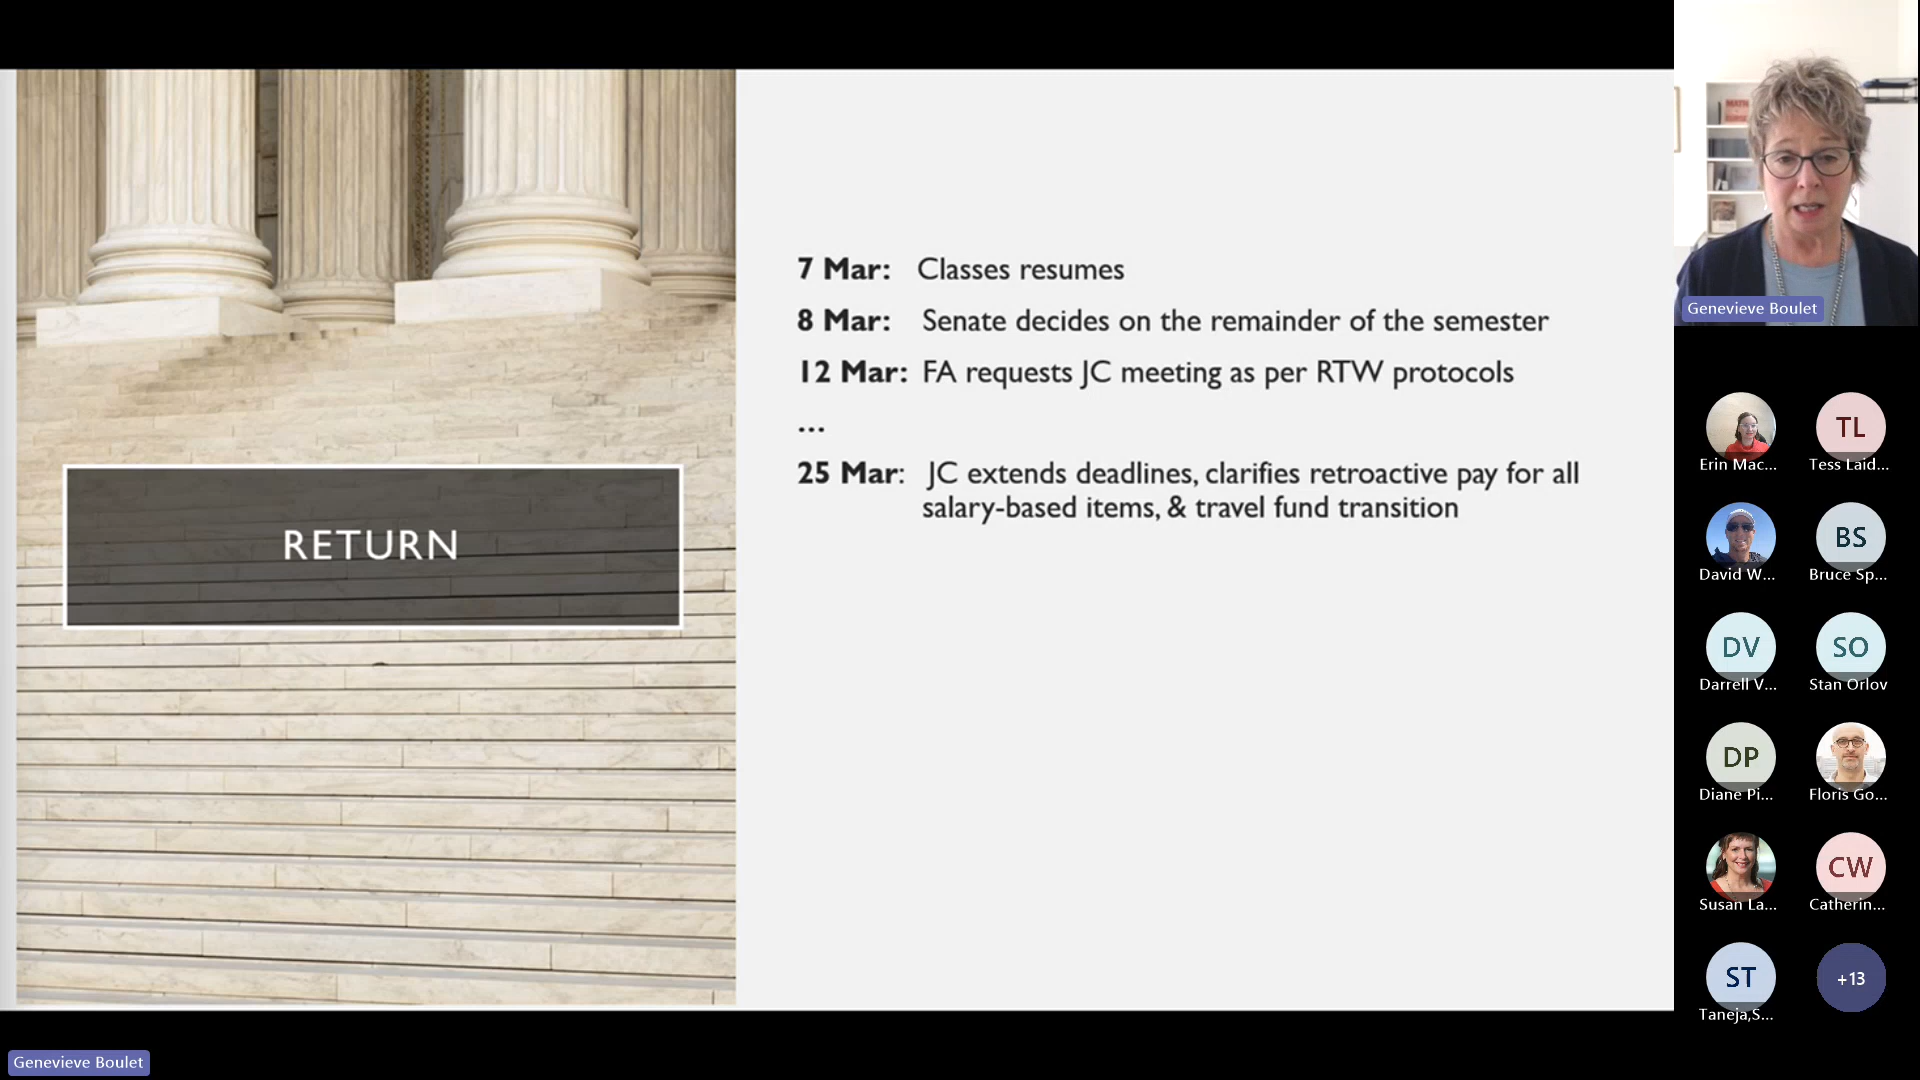 RETURN
7 Mar: Classes resumes
8 Mar: Senate decides on the remainder of the semester
12 Mar: FA requests JC meeting as per RTW protocols
...
25 Mar: JC extends deadlines, clarifies retroactive pay for all
salary-based items, & travel fund transition
Genevieve Boulet
Erin Mac...
TL
Tess Laid...
David W...
BS
Bruce Sp...
DV
Darrell V...
SO
Stan Orlov
DP
Diane Pi...
Floris Go...
Susan La...
CW
Catherin...
ST
Taneja,S...
+13
Genevieve Boulet